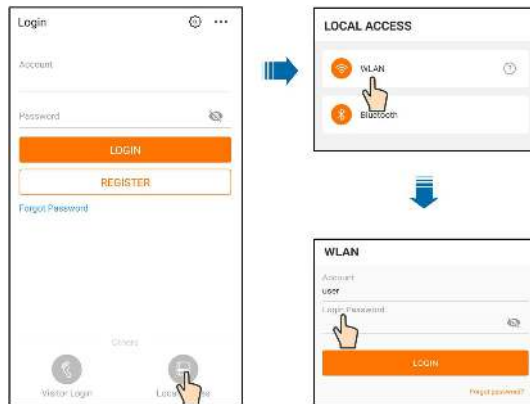 Login
Account
Password
LOGIN
REGISTER
Forgot Password
Others
Visitor Login
LOCAL ACCESS
WLAN
Bluetooth
WLAN
Account
user
Login Password
LOGIN
Forgot password?